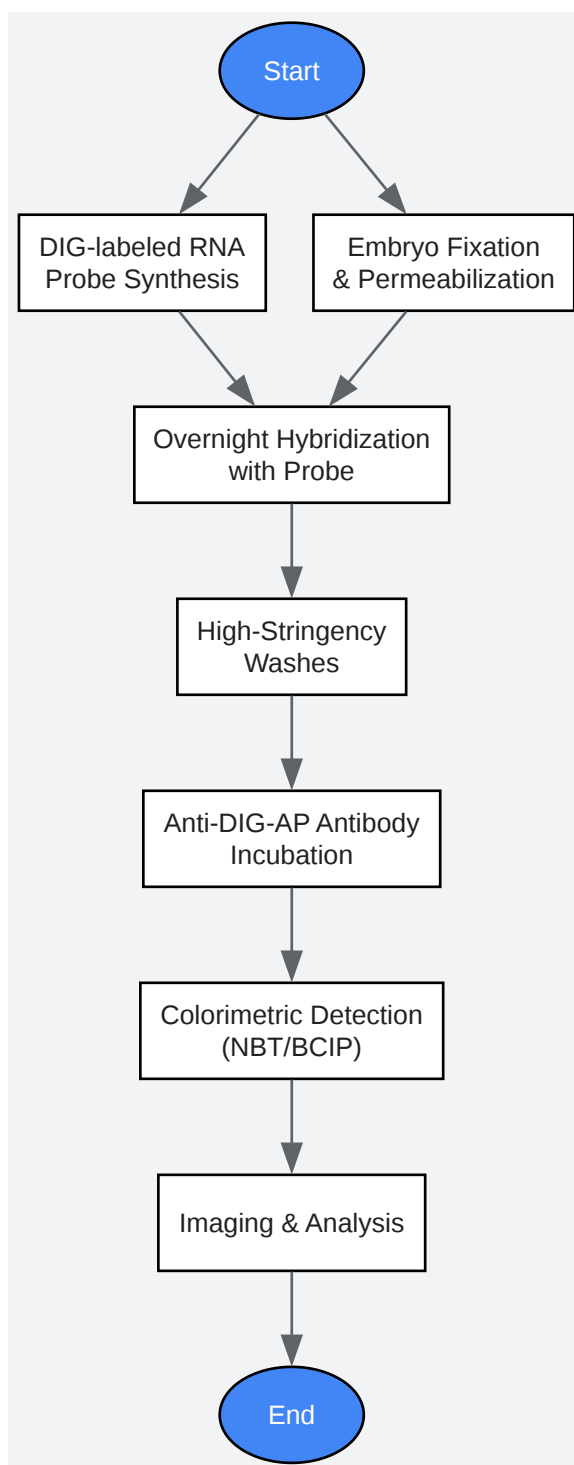 Start
DIG-labeled RNA
Probe Synthesis
Embryo Fixation
& Permeabilization
Overnight Hybridization
with Probe
High-Stringency
Washes
Anti-DIG-AP Antibody
Incubation
Colorimetric Detection
(NBT/BCIP)
Imaging & Analysis
End